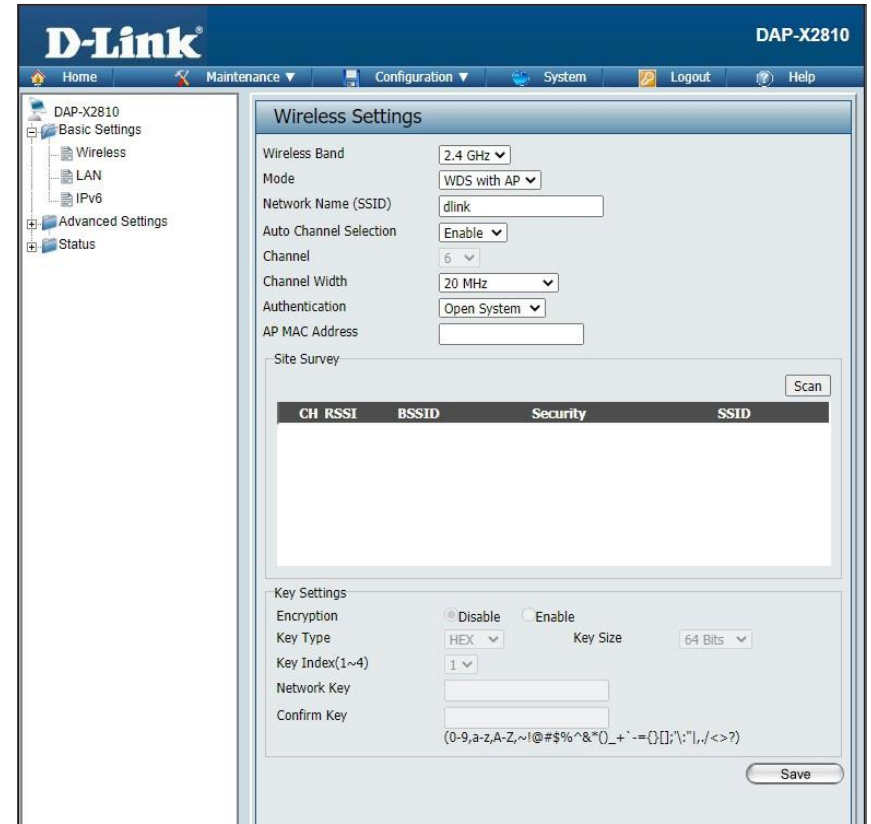 D-Link®
DAP-X2810
Home Maintenance ▼ Configuration ▼ System Logout Help
DAP-X2810
Basic Settings
Wireless
LAN
IPv6
Advanced Settings
Status
Wireless Settings
Wireless Band 2.4 GHz
Mode WDS with AP
Network Name (SSID) dlink
Auto Channel Selection Enable
Channel 6
Channel Width 20 MHz
Authentication Open System
AP MAC Address
Site Survey
Scan
CH RSSI BSSID Security SSID
Key Settings
Encryption Disable Enable
Key Type HEX Key Size 64 Bits
Key Index(1~4) 1
Network Key
Confirm Key
(0-9,a-z,A-Z,~!@#$%^&*()_+`-={}[];'\:"|,./<>?)
Save